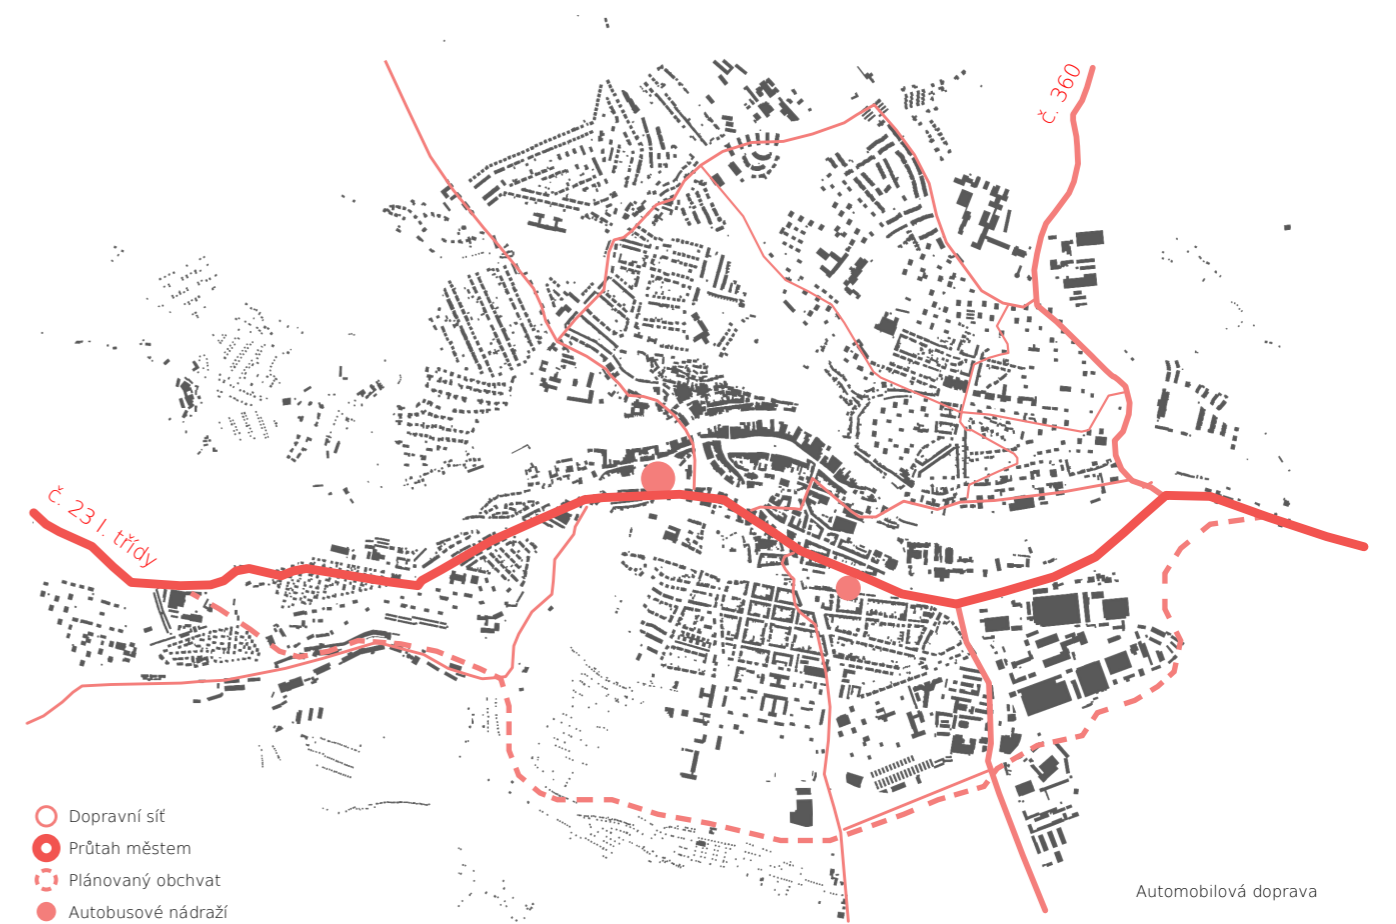 č. 360
č. 23 I. třídy
Dopravní síť
Průtah městem
Plánovaný obchvat
Autobusové nádraží
Automobilová doprava